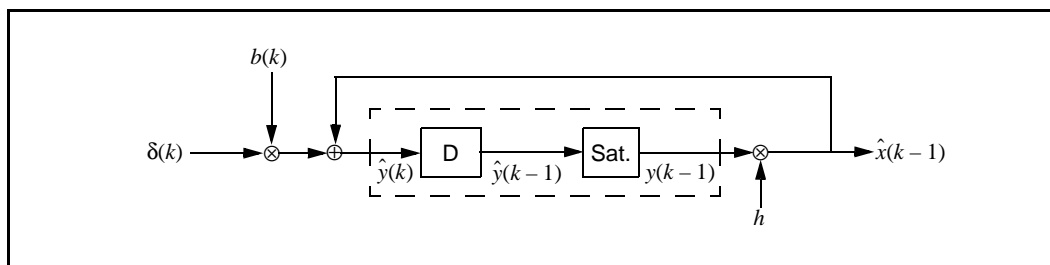 b(k)
δ(k)
⊗
⊕
ŷ(k)
D
ŷ(k – 1)
Sat.
y(k – 1)
⊗
x̂(k – 1)
h